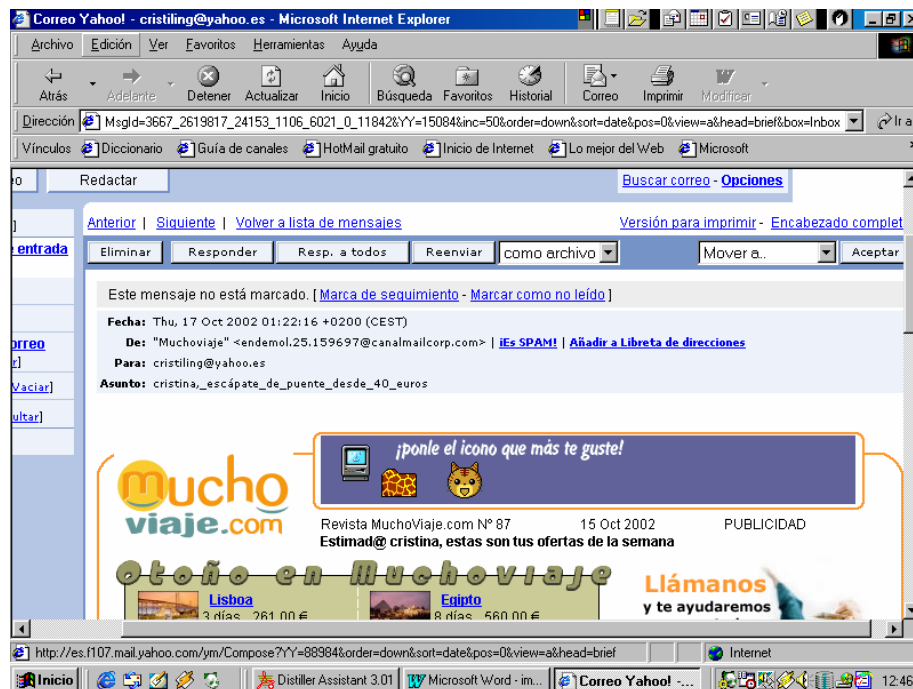 Correo Yahoo! - cristiling@yahoo.es - Microsoft Internet Explorer
Archivo Edición Ver Favoritos Herramientas Ayuda
Atrás Adelante Detener Actualizar Inicio Búsqueda Favoritos Historial Correo Imprimir Modificar
Dirección MsgId=3667_2619817_24153_1106_6021_0_11842&YY=15084&inc=50&order=down&sort=date&pos=0&view=a&head=brief&box=Inbox Ir a
Vínculos Diccionario Guía de canales HotMail gratuito Inicio de Internet Lo mejor del Web Microsoft
eo Redactar Buscar correo - Opciones
] Anterior | Siguiente | Volver a lista de mensajes Versión para imprimir - Encabezado complet
e entrada Eliminar Responder Resp. a todos Reenviar como archivo Mover a.. Aceptar
Este mensaje no está marcado. [ Marca de seguimiento - Marcar como no leído ]
Fecha: Thu, 17 Oct 2002 01:22:16 +0200 (CEST)
orreo De: "Muchoviaje" <endemol.25.159697@canalmailcorp.com> | ¡Es SPAM! | Añadir a Libreta de direcciones
r] Para: cristiling@yahoo.es
Vaciar] Asunto: cristina,_escápate_de_puente_desde_40_euros
ultar]
¡ponle el icono que más te guste!
mucho
viaje.com
Revista MuchoViaje.com Nº 87 15 Oct 2002 PUBLICIDAD
Estimad@ cristina, estas son tus ofertas de la semana
Otoño en Muchoviaje
Llámanos
Lisboa Egipto
y te ayudaremos
3 días 261,00 € 8 días 560,00 €
http://es.f107.mail.yahoo.com/ym/Compose?YY=88984&order=down&sort=date&pos=0&view=a&head=brief Internet
Inicio Distiller Assistant 3.01 Microsoft Word - im... Correo Yahoo! -... 12:46